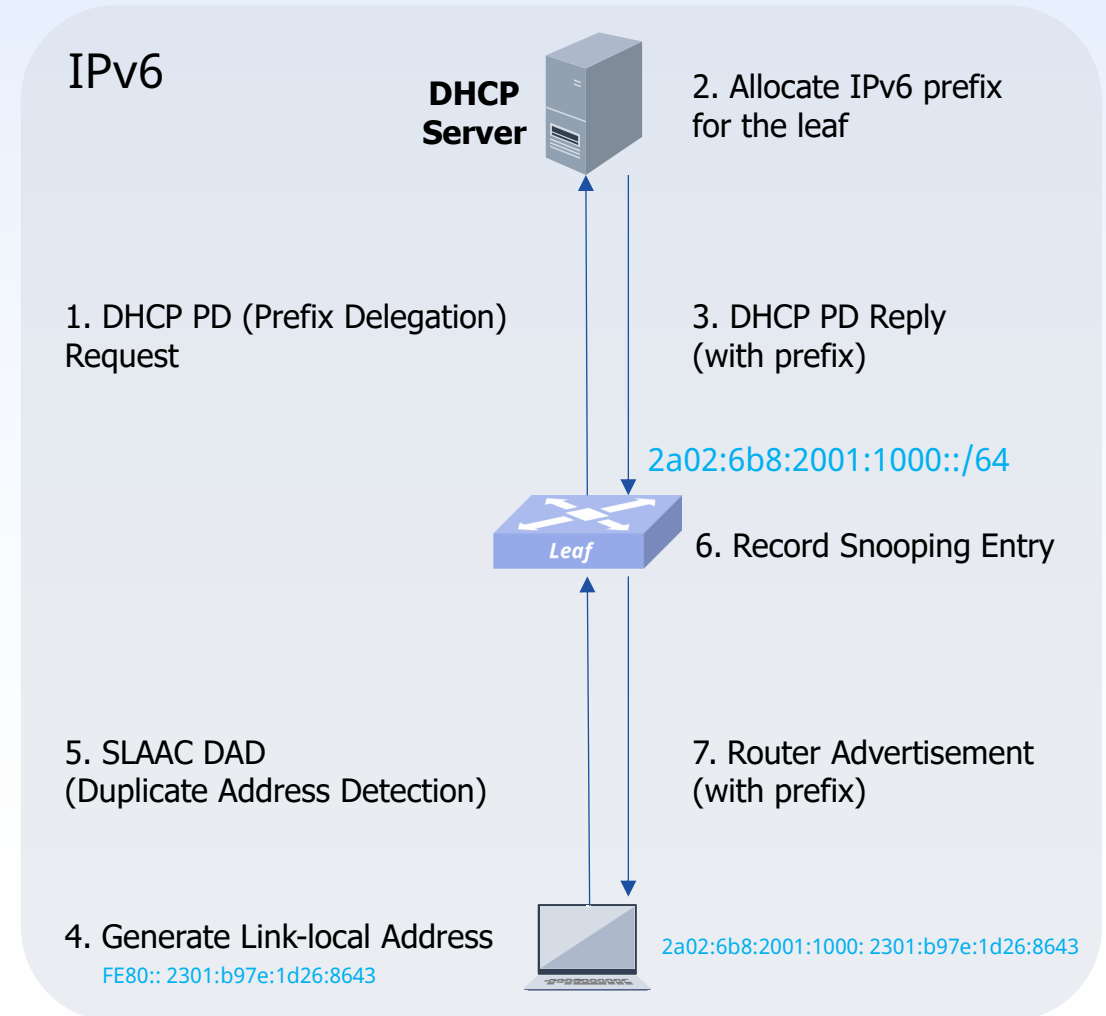 IPv6
DHCP
Server
2. Allocate IPv6 prefix
for the leaf
1. DHCP PD (Prefix Delegation)
Request
3. DHCP PD Reply
(with prefix)
2a02:6b8:2001:1000::/64
Leaf
6. Record Snooping Entry
5. SLAAC DAD
(Duplicate Address Detection)
7. Router Advertisement
(with prefix)
4. Generate Link-local Address
FE80:: 2301:b97e:1d26:8643
2a02:6b8:2001:1000: 2301:b97e:1d26:8643